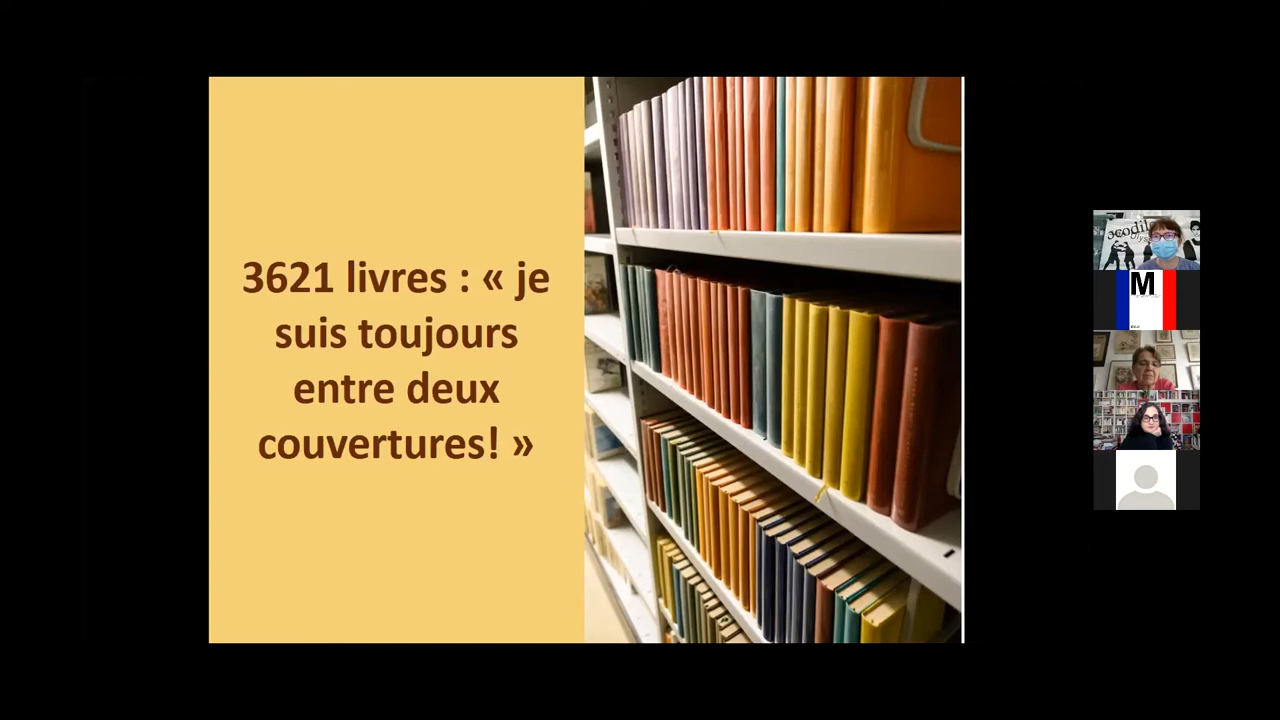 3621 livres : « je
suis toujours
entre deux
couvertures! »
M